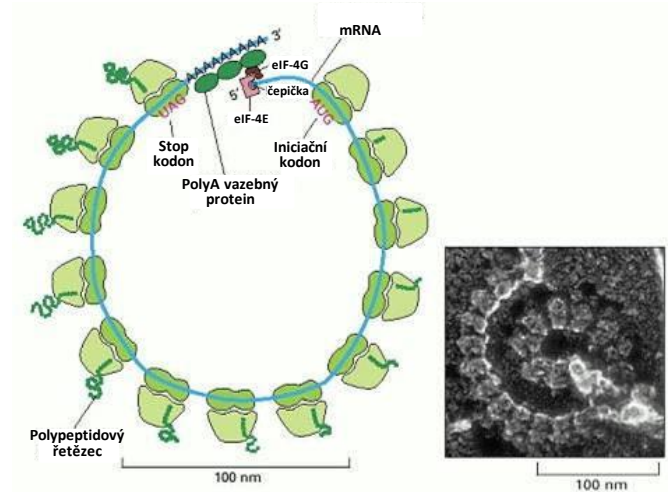 mRNA
AAAAAAAAA 3'
eIF-4G
5' čepička
eIF-4E
UAG
AUG
Stop
kodon
Iniciační
kodon
PolyA vazebný
protein
Polypeptidový
řetězec
100 nm
100 nm